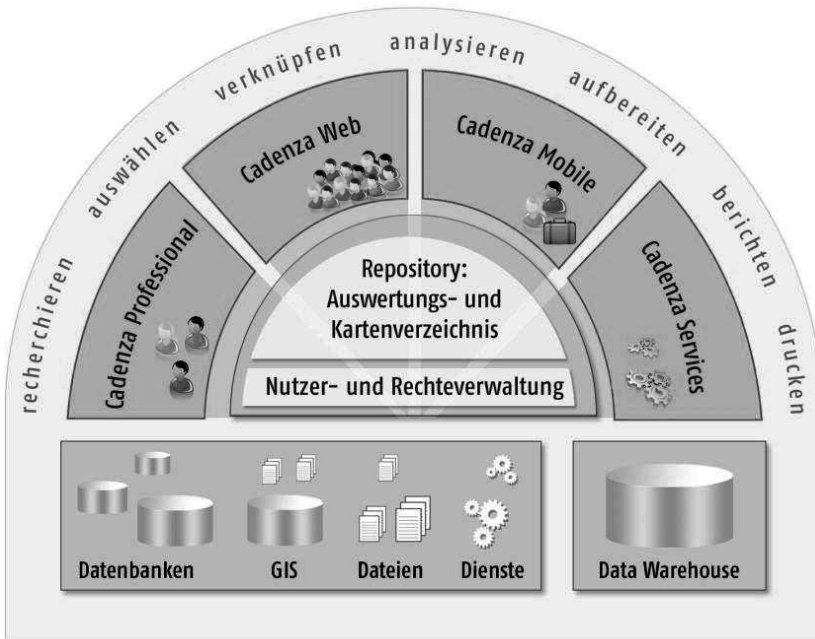 recherchieren auswählen verknüpfen analysieren aufbereiten berichten drucken
Cadenza Professional
Cadenza Web
Cadenza Mobile
Cadenza Services
Repository:
Auswertungs- und
Kartenverzeichnis
Nutzer- und Rechteverwaltung
Datenbanken
GIS
Dateien
Dienste
Data Warehouse